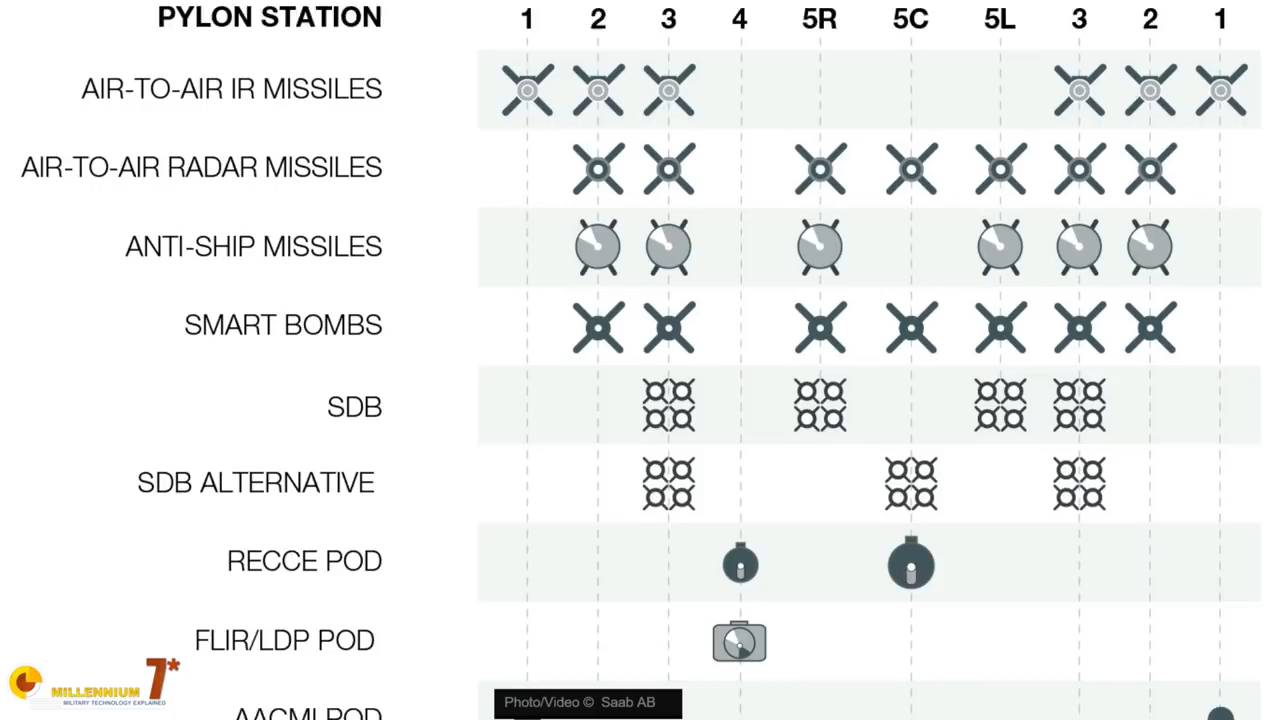 PYLON STATION 1 2 3 4 5R 5C 5L 3 2 1
AIR-TO-AIR IR MISSILES
AIR-TO-AIR RADAR MISSILES
ANTI-SHIP MISSILES
SMART BOMBS
SDB
SDB ALTERNATIVE
RECCE POD
FLIR/LDP POD
AACMI POD
MILLENNIUM 7*
MILITARY TECHNOLOGY EXPLAINED
Photo/Video © Saab AB